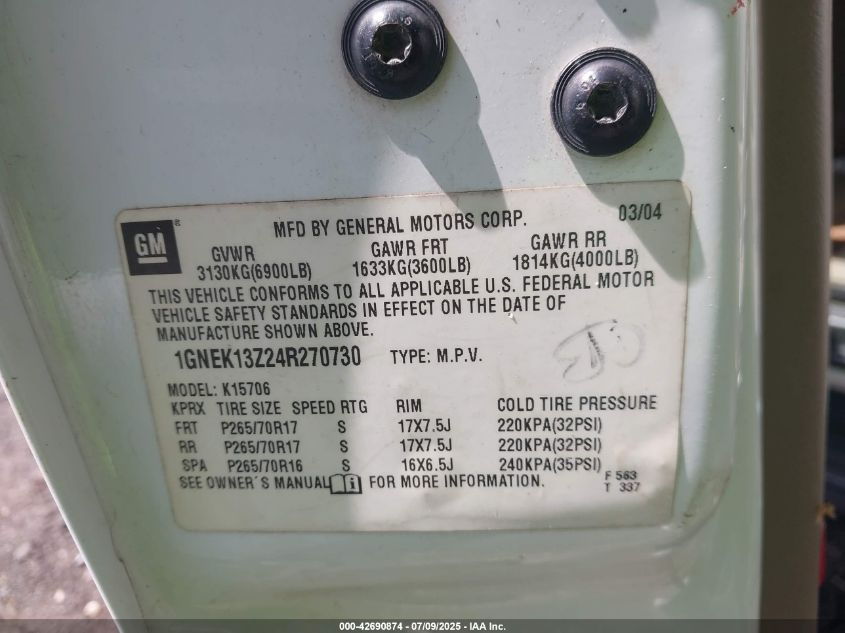 GM ®
MFD BY GENERAL MOTORS CORP. 03/04
GVWR GAWR FRT GAWR RR
3130KG(6900LB) 1633KG(3600LB) 1814KG(4000LB)
THIS VEHICLE CONFORMS TO ALL APPLICABLE U.S. FEDERAL MOTOR
VEHICLE SAFETY STANDARDS IN EFFECT ON THE DATE OF
MANUFACTURE SHOWN ABOVE.
1GNEK13Z24R270730 TYPE: M.P.V.
MODEL: K15706
KPRX TIRE SIZE SPEED RTG RIM COLD TIRE PRESSURE
FRT P265/70R17 S 17X7.5J 220KPA(32PSI)
RR P265/70R17 S 17X7.5J 220KPA(32PSI)
SPA P265/70R16 S 16X6.5J 240KPA(35PSI)
SEE OWNER'S MANUAL i FOR MORE INFORMATION.
F 563
T 337
000-42690874 | 07/09/2025 - IAA Inc.